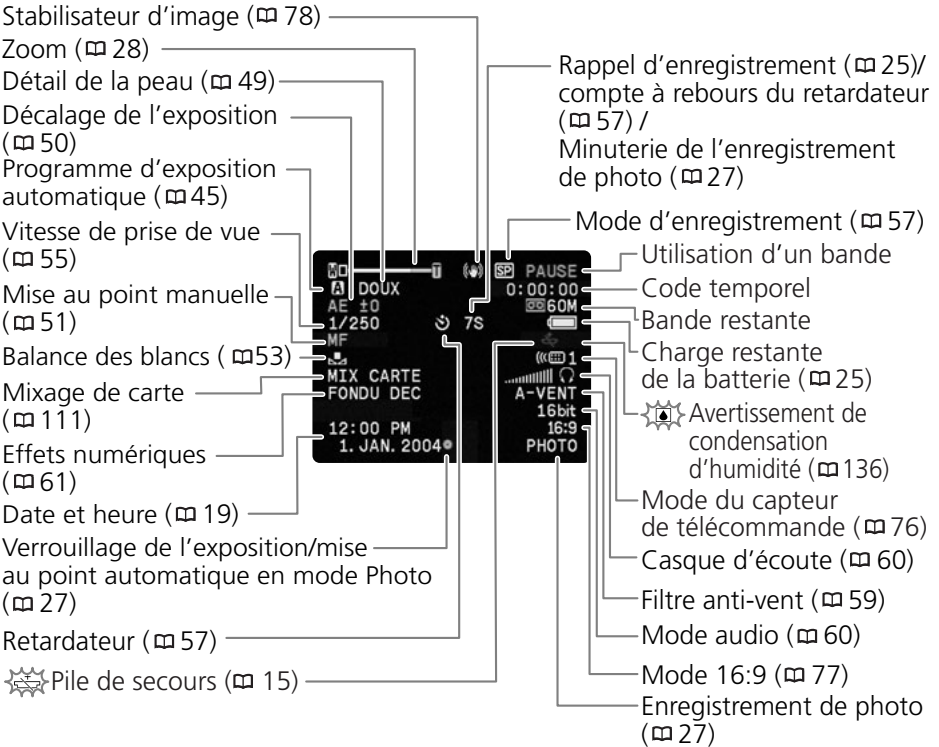 Stabilisateur d'image (78)
Zoom (28)
Détail de la peau (49)
Décalage de l'exposition
(50)
Programme d'exposition
automatique (45)
Vitesse de prise de vue
(55)
Mise au point manuelle
(51)
Balance des blancs (53)
Mixage de carte
(111)
Effets numériques
(61)
Date et heure (19)
Verrouillage de l'exposition/mise
au point automatique en mode Photo
(27)
Retardateur (57)
Pile de secours (15)
W T
SP PAUSE
A DOUX
0:00:00
AE ±0
60M
1/250
7S
MF
1
MIX CARTE
FONDU DEC
A-VENT
16bit
12:00 PM
16:9
1. JAN. 2004
PHOTO
Rappel d'enregistrement (25)/
compte à rebours du retardateur
(57) /
Minuterie de l'enregistrement
de photo (27)
Mode d'enregistrement (57)
Utilisation d'un bande
Code temporel
Bande restante
Charge restante
de la batterie (25)
Avertissement de
condensation
d'humidité (136)
Mode du capteur
de télécommande (76)
Casque d'écoute (60)
Filtre anti-vent (59)
Mode audio (60)
Mode 16:9 (77)
Enregistrement de photo
(27)